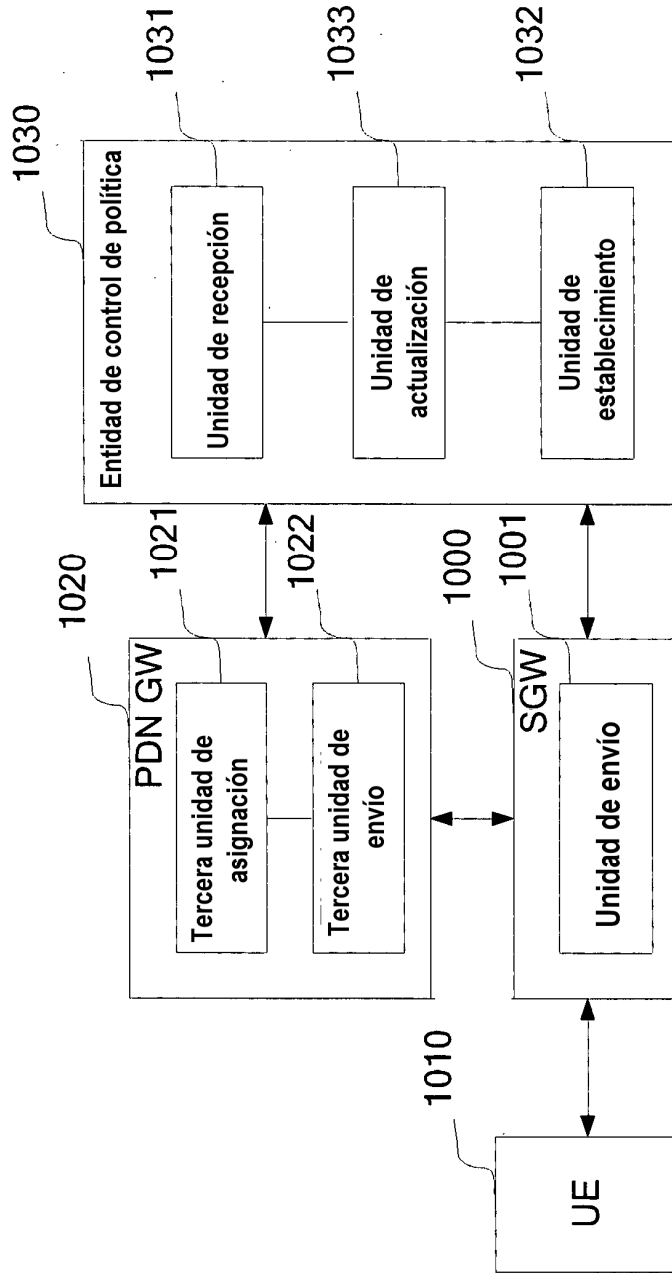 1030
Entidad de control de política
1031
Unidad de recepción
1033
Unidad de
actualización
1032
Unidad de
establecimiento
1020
PDN GW
1021
Tercera unidad de
asignación
1022
Tercera unidad de
envío
1000
SGW
1001
Unidad de envío
1010
UE